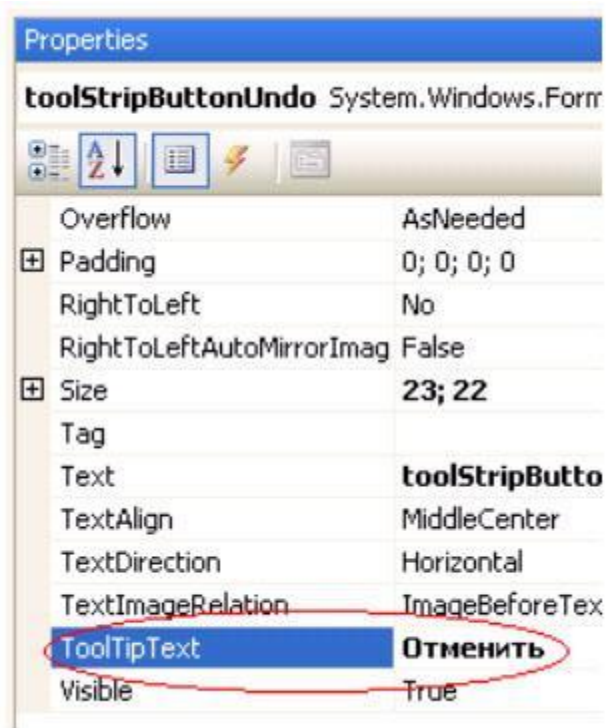 Properties
toolStripButtonUndo System.Windows.Form
Overflow AsNeeded
Padding 0; 0; 0; 0
RightToLeft No
RightToLeftAutoMirrorImag False
Size 23; 22
Tag
Text toolStripButto
TextAlign MiddleCenter
TextDirection Horizontal
TextImageRelation ImageBeforeTex
ToolTipText Отменить
Visible True